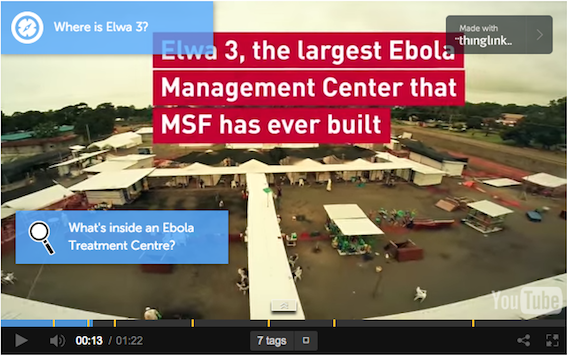 Where is Elwa 3?
Made with
thinglink..
Elwa 3, the largest Ebola
Management Center that
MSF has ever built
What's inside an Ebola
Treatment Centre?
YouTube
00:13 / 01:22
7 tags